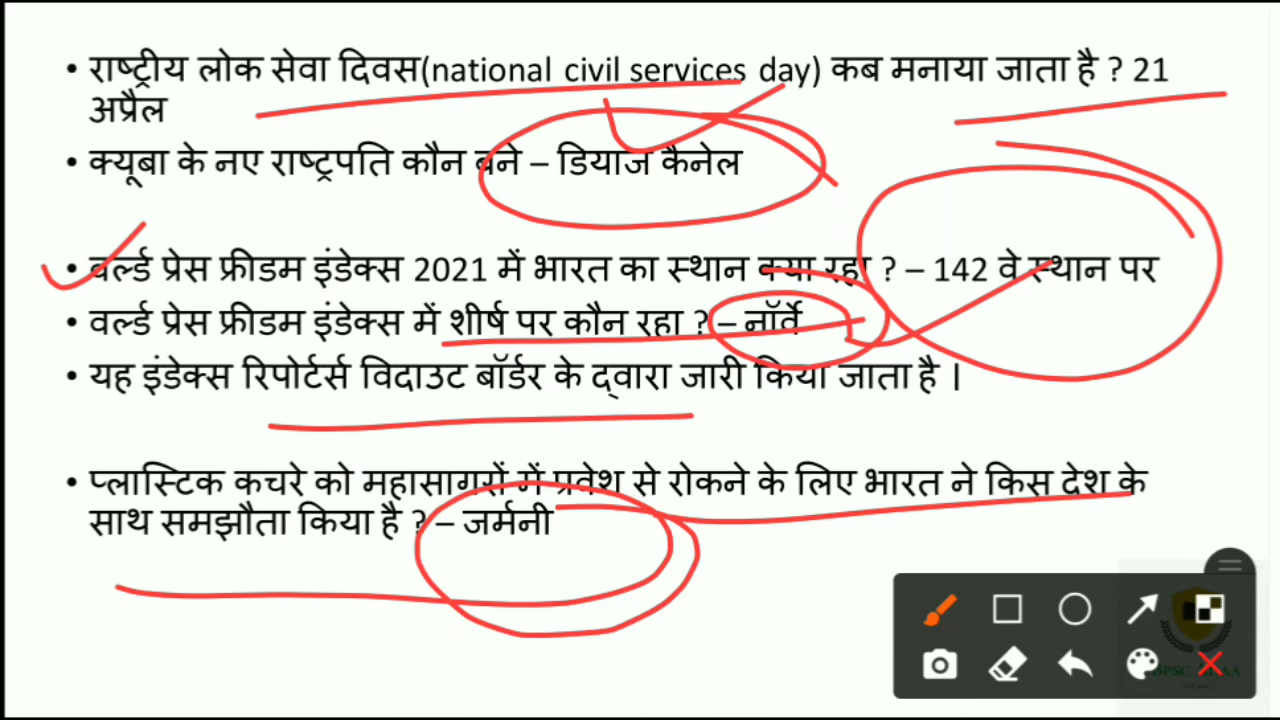 • राष्ट्रीय लोक सेवा दिवस(national civil services day) कब मनाया जाता है ? 21
अप्रैल
• क्यूबा के नए राष्ट्रपति कौन बने – डियाज कैनेल
• वर्ल्ड प्रेस फ्रीडम इंडेक्स 2021 में भारत का स्थान क्या रहा ? – 142 वे स्थान पर
• वर्ल्ड प्रेस फ्रीडम इंडेक्स में शीर्ष पर कौन रहा ? – नॉर्वे
• यह इंडेक्स रिपोर्टर्स विदाउट बॉर्डर के द्वारा जारी किया जाता है ।
• प्लास्टिक कचरे को महासागरों में प्रवेश से रोकने के लिए भारत ने किस देश के
साथ समझौता किया है ? – जर्मनी